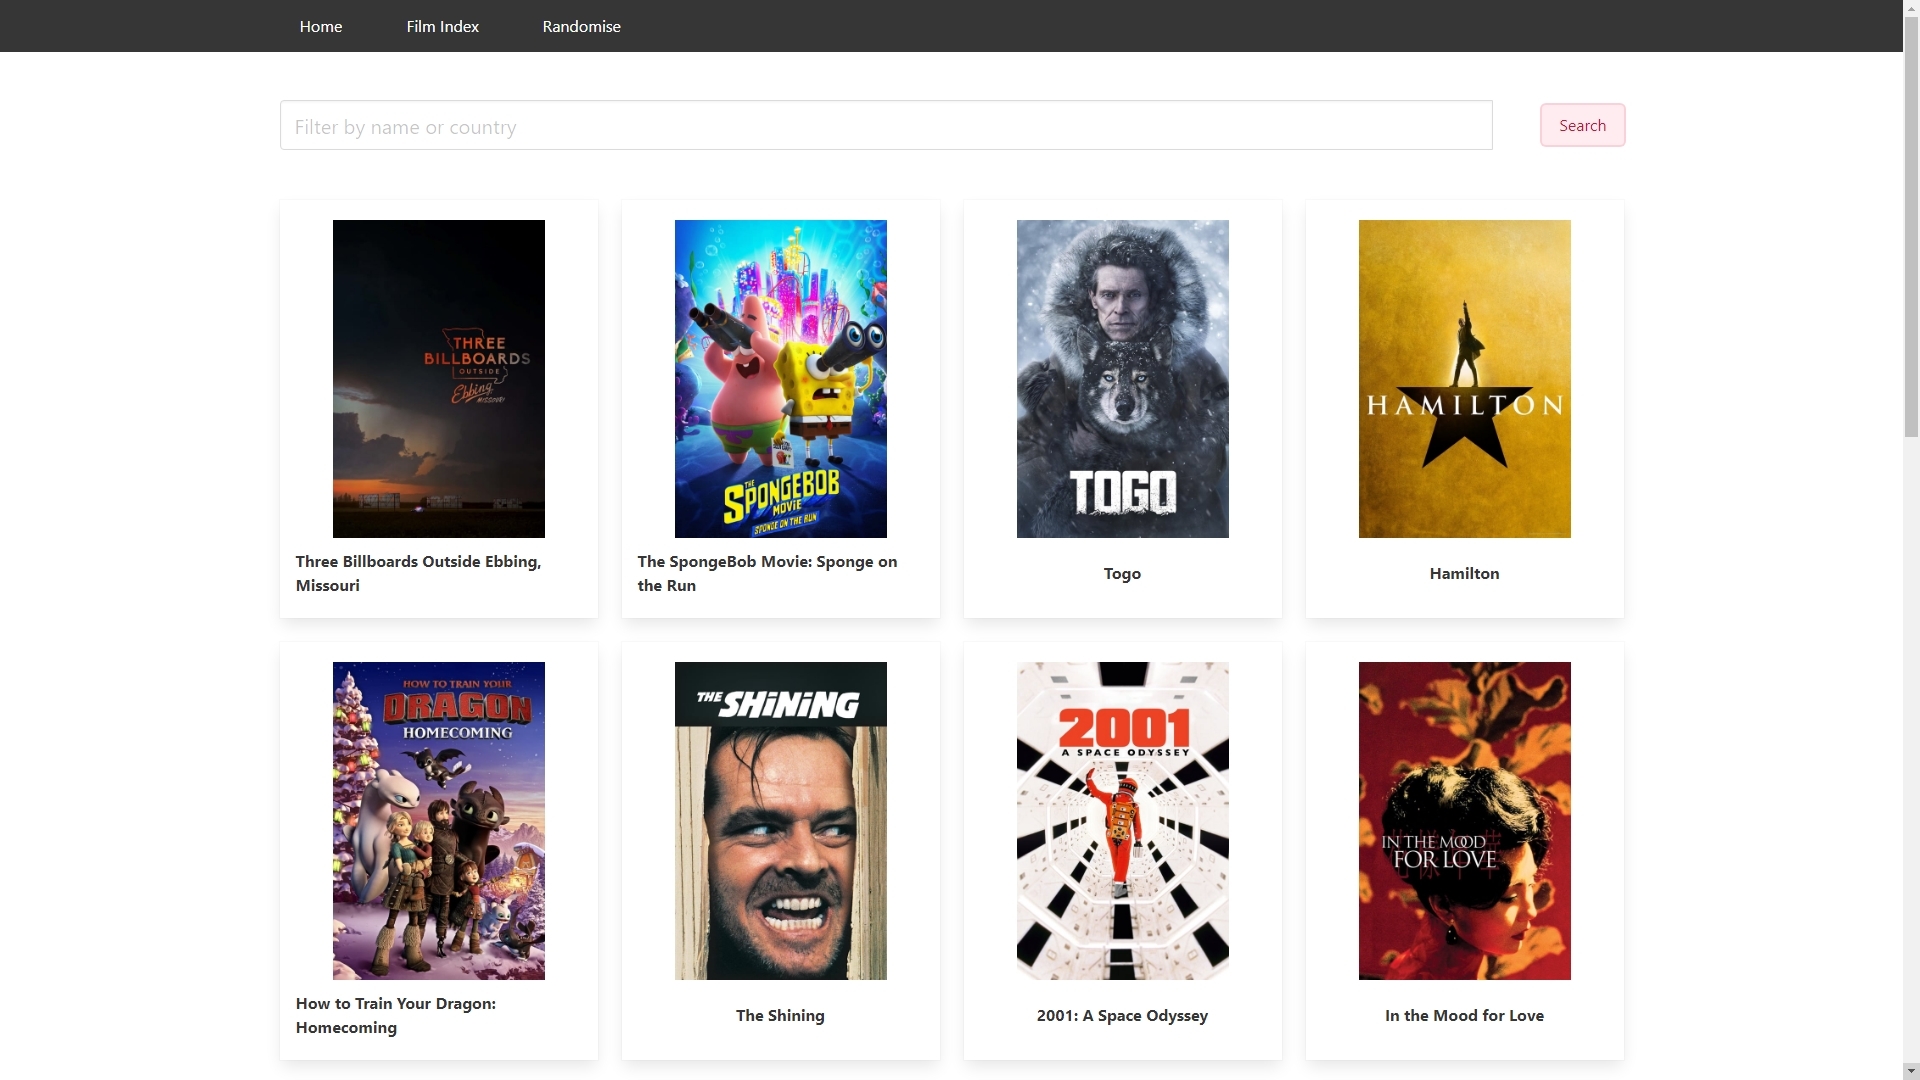 Home
Film Index
Randomise
Filter by name or country
Search
THREE
BILLBOARDS
OUTSIDE
Ebbing,
MISSOURI
THE
SPONGEBOB
MOVIE
SPONGE ON THE RUN
TOGO
HAMILTON
Three Billboards Outside Ebbing,
Missouri
The SpongeBob Movie: Sponge on
the Run
Togo
Hamilton
HOW TO TRAIN YOUR
DRAGON
HOMECOMING
THE SHiNiNG
2001
A SPACE ODYSSEY
IN THE MOOD
FOR LOVE
How to Train Your Dragon:
Homecoming
The Shining
2001: A Space Odyssey
In the Mood for Love